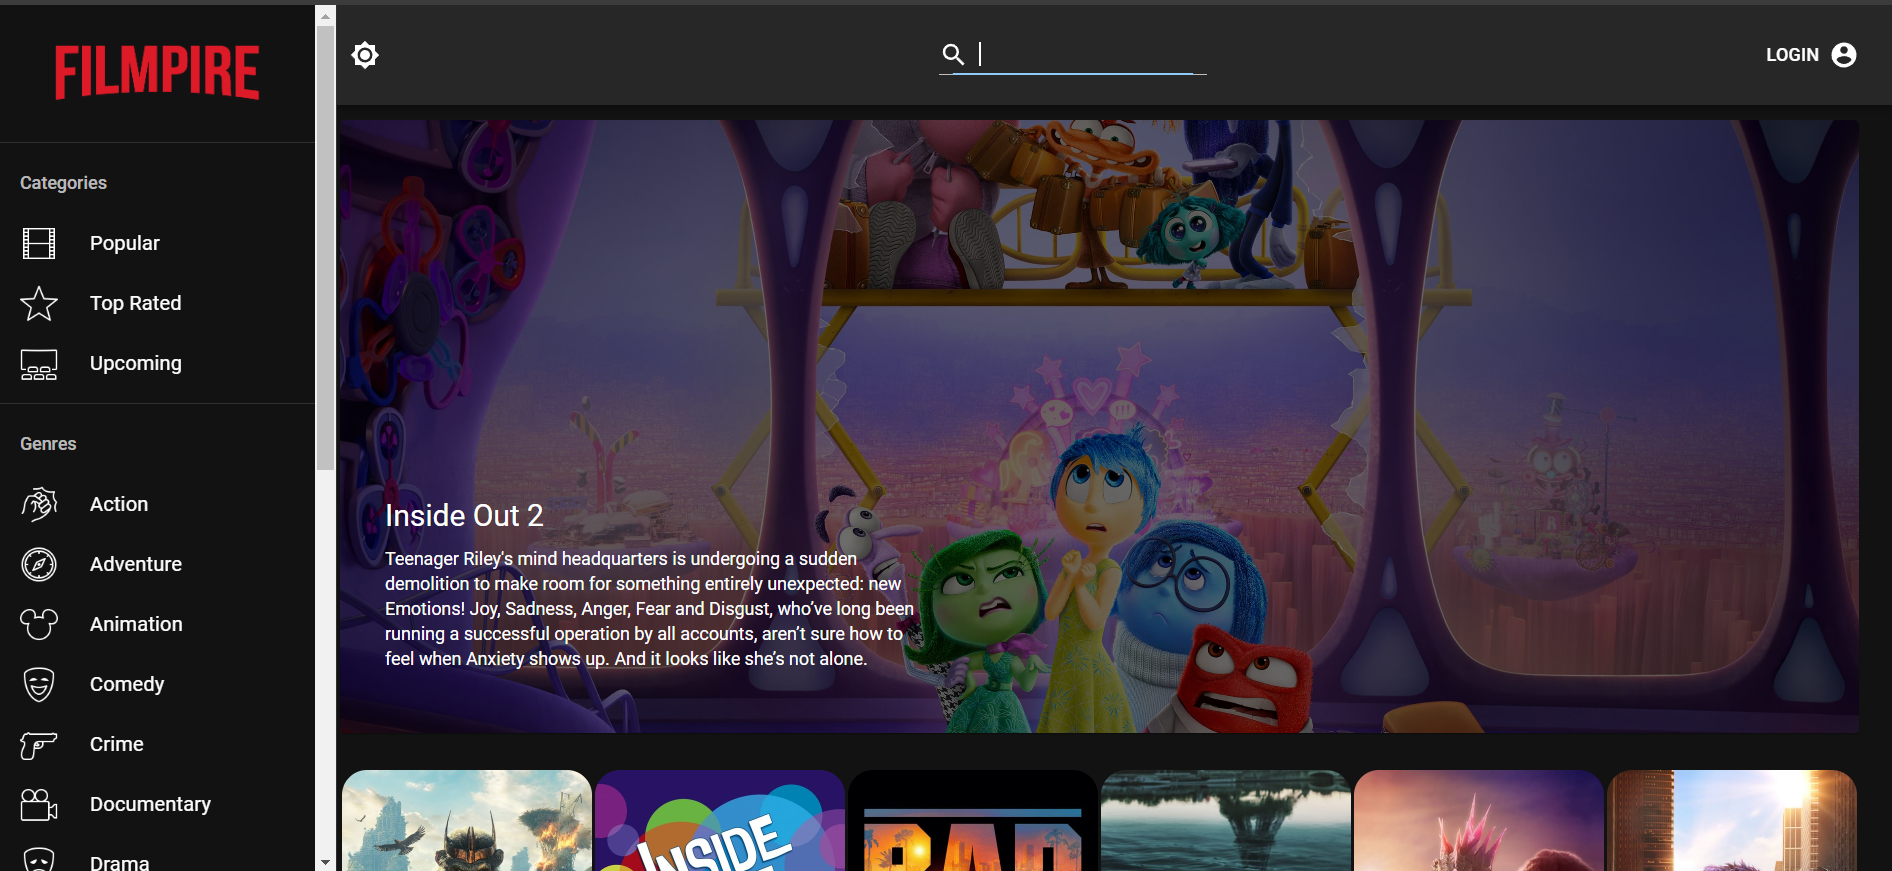 FILMPIRE
LOGIN
Categories
Popular
Top Rated
Upcoming
Genres
Action
Adventure
Animation
Comedy
Crime
Documentary
Drama
Inside Out 2
Teenager Riley's mind headquarters is undergoing a sudden
demolition to make room for something entirely unexpected: new
Emotions! Joy, Sadness, Anger, Fear and Disgust, who’ve long been
running a successful operation by all accounts, aren’t sure how to
feel when Anxiety shows up. And it looks like she’s not alone.
INSIDE
BAD